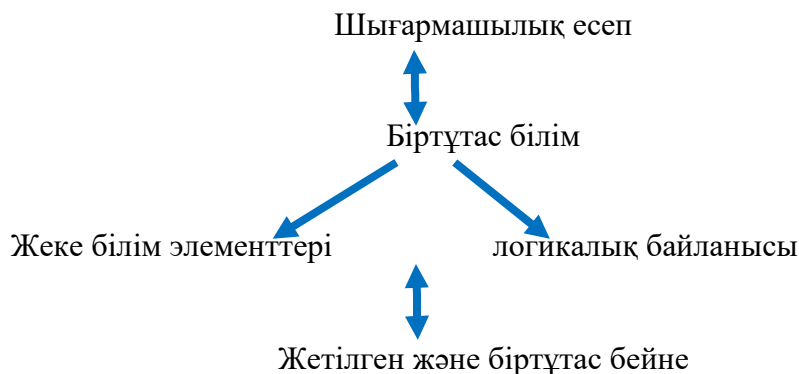 Шығармашылық есеп
Біртұтас білім
Жеке білім элементтері
логикалық байланысы
Жетілген және біртұтас бейне